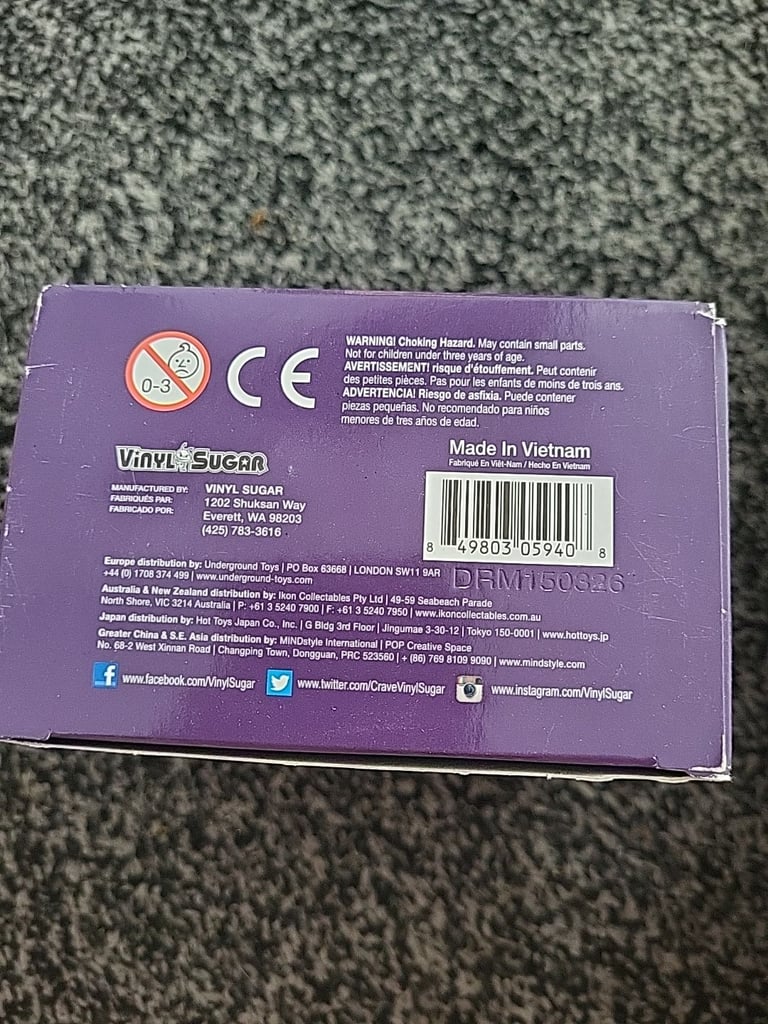 0-3
CE
WARNING! Choking Hazard. May contain small parts.
Not for children under three years of age.
AVERTISSEMENT! risque d'étouffement. Peut contenir
des petites pièces. Pas pour les enfants de moins de trois ans.
ADVERTENCIA! Riesgo de asfixia. Puede contener
piezas pequeñas. No recomendado para niños
menores de tres años de edad.
VINYL SUGAR
MANUFACTURED BY:
FABRIQUÉS PAR:
FABRICADO POR:
VINYL SUGAR
1202 Shuksan Way
Everett, WA 98203
(425) 783-3616
Made In Vietnam
Fabriqué En Viêt-Nam / Hecho En Vietnam
8 49803 05940 8
DRM150326
Europe distribution by: Underground Toys | PO Box 63668 | LONDON SW11 9AR
+44 (0) 1708 374 499 | www.underground-toys.com
Australia & New Zealand distribution by: Ikon Collectables Pty Ltd | 49-59 Seabeach Parade
North Shore, VIC 3214 Australia | P: +61 3 5240 7900 | F: +61 3 5240 7950 | www.ikoncollectables.com.au
Japan distribution by: Hot Toys Japan Co., Inc. | G Bldg 3rd Floor | Jingumae 3-30-12 | Tokyo 150-0001 | www.hottoys.jp
Greater China & S.E. Asia distribution by: MINDstyle International | POP Creative Space
No. 68-2 West Xinnan Road | Changping Town, Dongguan, PRC 523560 | + (86) 769 8109 9090 | www.mindstyle.com
f www.facebook.com/VinylSugar
www.twitter.com/CraveVinylSugar
www.instagram.com/VinylSugar